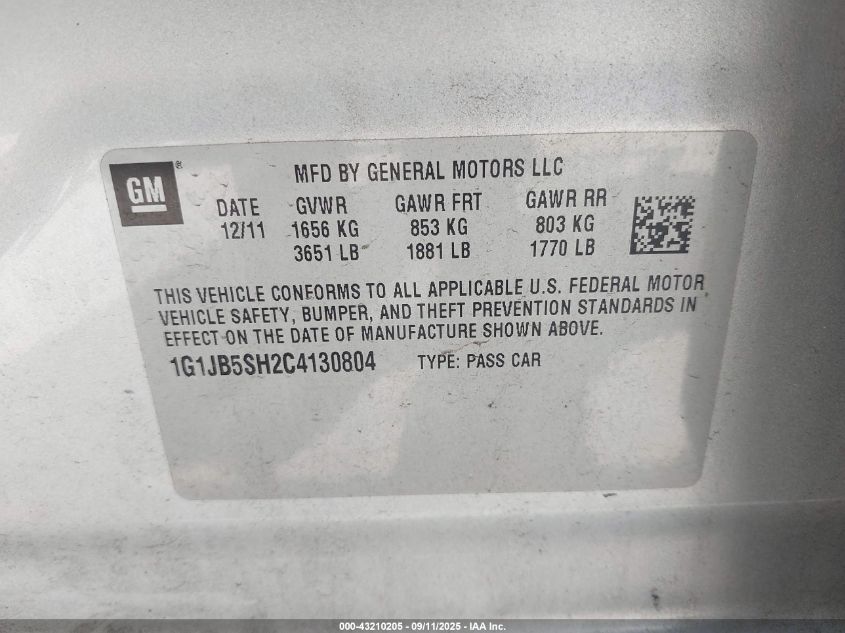 GM®
MFD BY GENERAL MOTORS LLC
DATE GVWR GAWR FRT GAWR RR
12/11 1656 KG 853 KG 803 KG
3651 LB 1881 LB 1770 LB
THIS VEHICLE CONFORMS TO ALL APPLICABLE U.S. FEDERAL MOTOR
VEHICLE SAFETY, BUMPER, AND THEFT PREVENTION STANDARDS IN
EFFECT ON THE DATE OF MANUFACTURE SHOWN ABOVE.
1G1JB5SH2C4130804 TYPE: PASS CAR
000-43210205 - 09/11/2025 - IAA Inc.